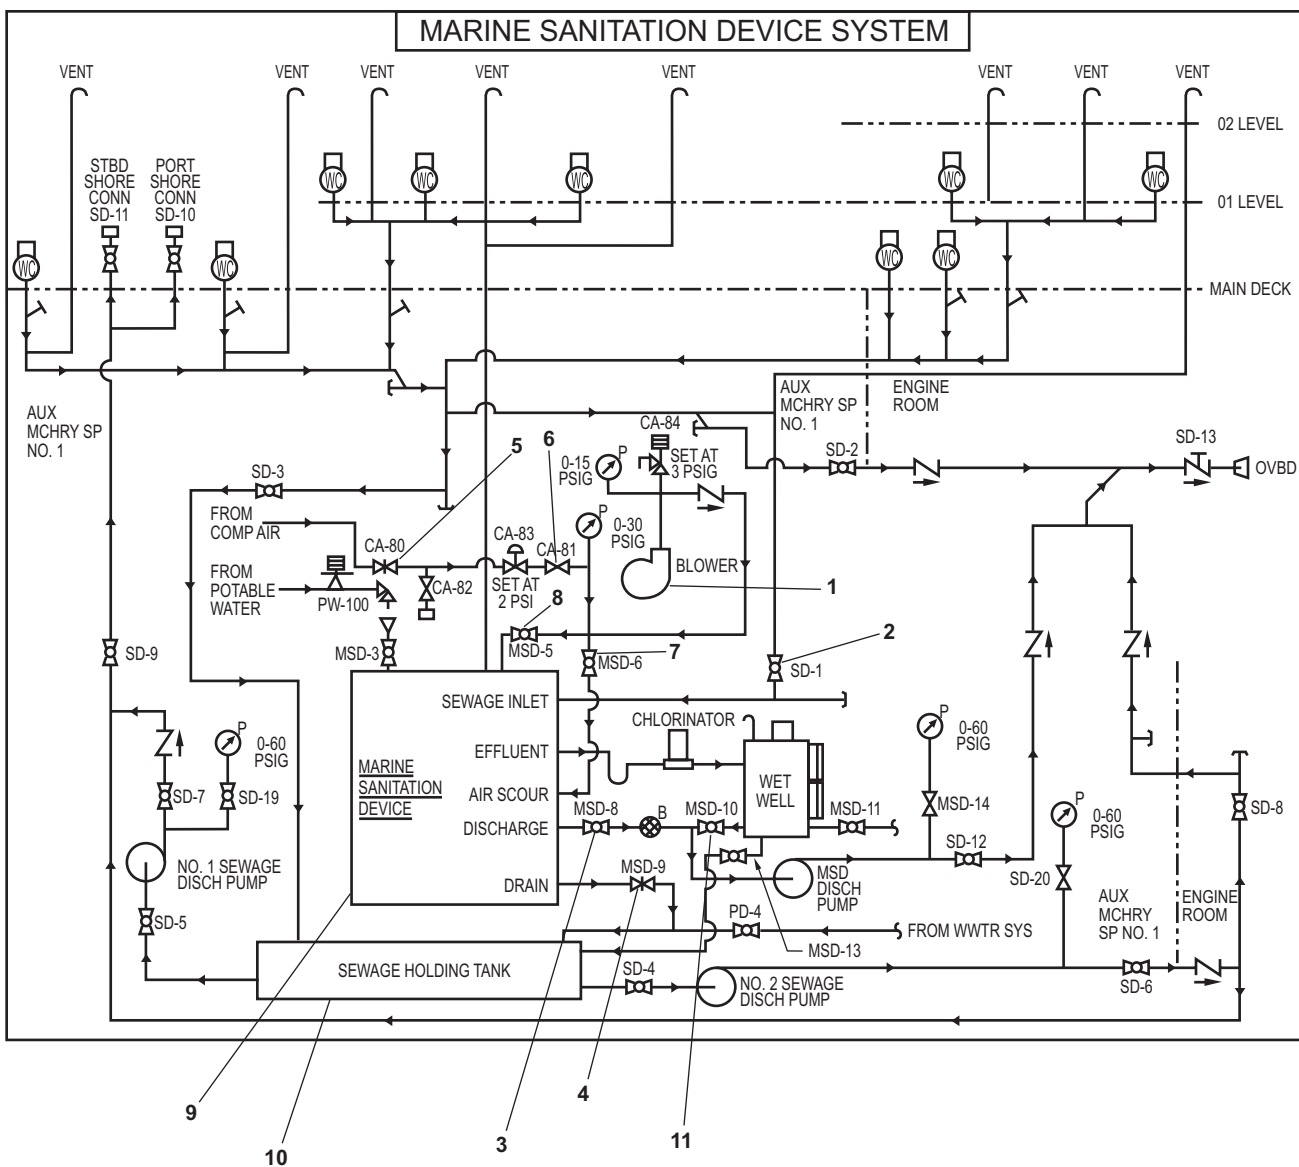 MARINE SANITATION DEVICE SYSTEM
VENT
VENT
VENT
VENT
VENT
VENT
VENT
VENT
02 LEVEL
STBD
SHORE
CONN
SD-11
PORT
SHORE
CONN
SD-10
WC
WC
WC
WC
WC
01 LEVEL
WC
WC
WC
WC
MAIN DECK
AUX
MCHRY SP
NO. 1
AUX
MCHRY SP
NO. 1
ENGINE
ROOM
CA-84
SET AT
3 PSIG
5
6
0-15
PSIG
P
SD-2
SD-13
OVBD
SD-3
FROM
COMP AIR
CA-80
CA-83
CA-81
P
0-30
PSIG
FROM
POTABLE
WATER
PW-100
CA-82
SET AT
2 PSI
8
BLOWER
1
SD-9
MSD-3
MSD-5
7
MSD-6
2
SD-1
SEWAGE INLET
CHLORINATOR
P
0-60
PSIG
EFFLUENT
P
0-60
PSIG
MARINE
SANITATION
DEVICE
WET
WELL
SD-7
SD-19
AIR SCOUR
MSD-8
B
MSD-10
MSD-11
MSD-14
P
0-60
PSIG
SD-8
DISCHARGE
NO. 1 SEWAGE
DISCH PUMP
MSD-9
MSD
DISCH
PUMP
SD-12
SD-20
DRAIN
SD-5
PD-4
FROM WWTR SYS
MSD-13
AUX
MCHRY
SP NO. 1
ENGINE
ROOM
SEWAGE HOLDING TANK
SD-4
NO. 2 SEWAGE
DISCH PUMP
SD-6
9
4
3
11
10